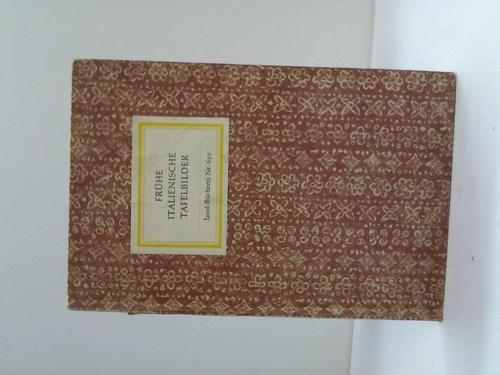 FRÜHE
ITALIENISCHE
TAFELBILDER
Insel-Bücherei Nr. 650